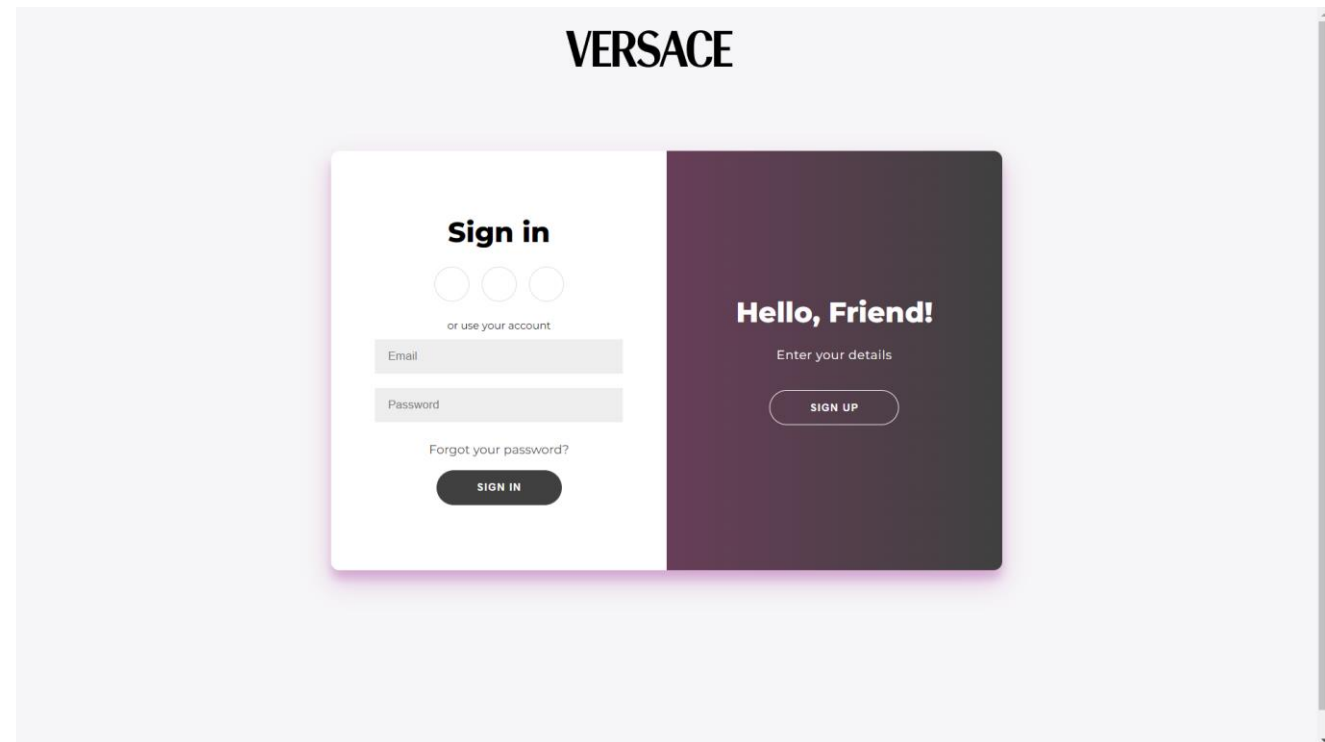 VERSACE
Sign in
or use your account
Email
Password
Forgot your password?
SIGN IN
Hello, Friend!
Enter your details
SIGN UP